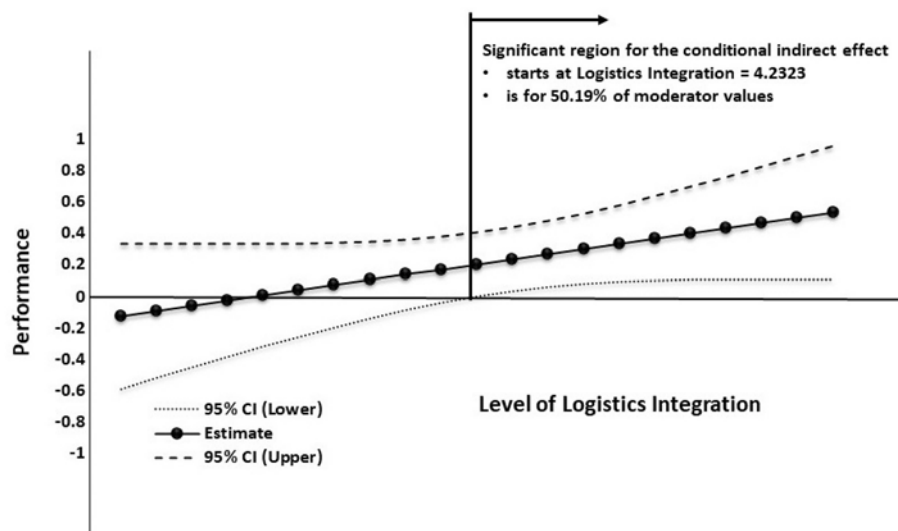 Significant region for the conditional indirect effect
• starts at Logistics Integration = 4.2323
• is for 50.19% of moderator values
1
0.8
0.6
0.4
0.2
0
-0.2
-0.4
-0.6
-0.8
-1
Performance
95% CI (Lower)
Estimate
95% CI (Upper)
Level of Logistics Integration